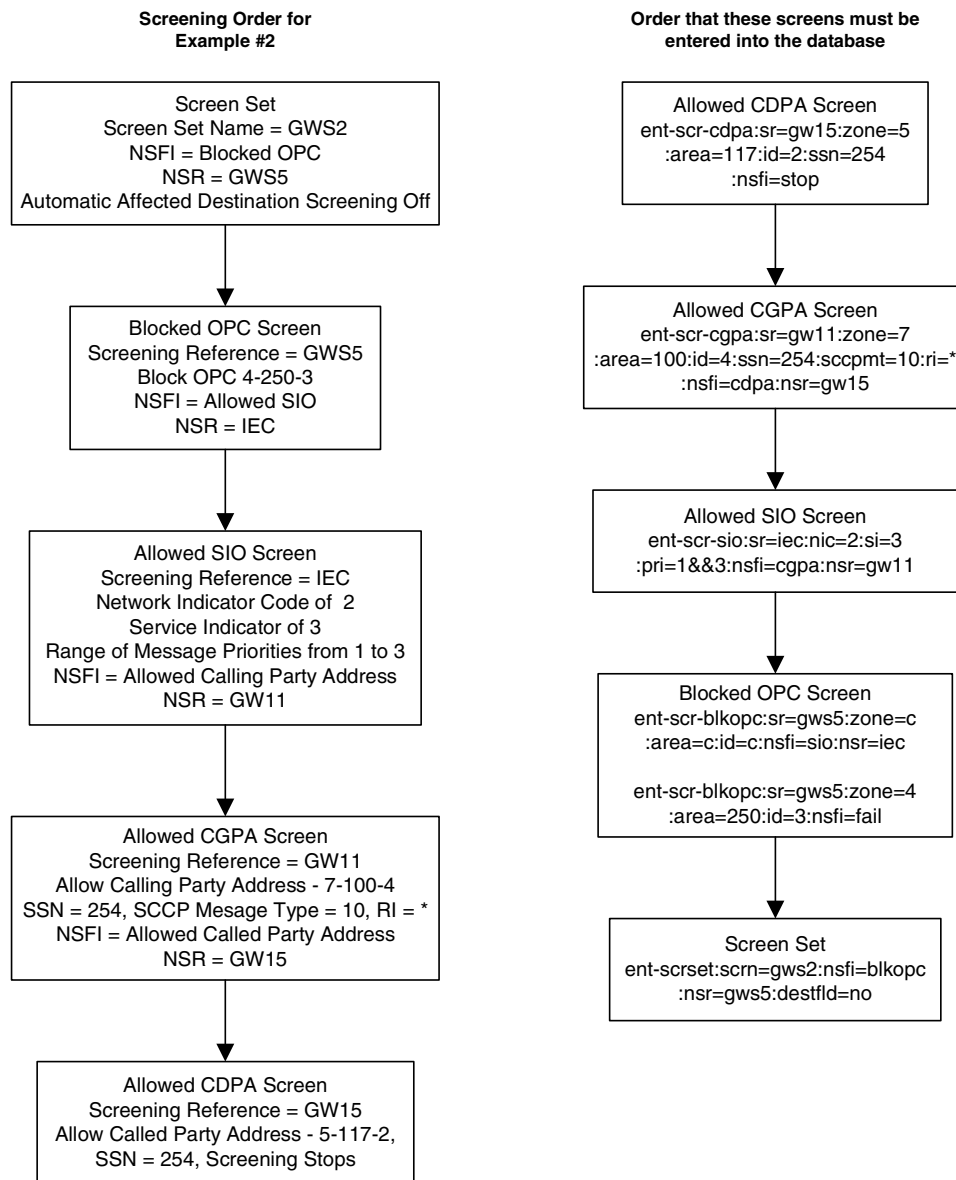 Screening Order for
Example #2
Screen Set
Screen Set Name = GWS2
NSFI = Blocked OPC
NSR = GWS5
Automatic Affected Destination Screening Off
Blocked OPC Screen
Screening Reference = GWS5
Block OPC 4-250-3
NSFI = Allowed SIO
NSR = IEC
Allowed SIO Screen
Screening Reference = IEC
Network Indicator Code of 2
Service Indicator of 3
Range of Message Priorities from 1 to 3
NSFI = Allowed Calling Party Address
NSR = GW11
Allowed CGPA Screen
Screening Reference = GW11
Allow Calling Party Address - 7-100-4
SSN = 254, SCCP Mesage Type = 10, RI = *
NSFI = Allowed Called Party Address
NSR = GW15
Allowed CDPA Screen
Screening Reference = GW15
Allow Called Party Address - 5-117-2,
SSN = 254, Screening Stops
Order that these screens must be
entered into the database
Allowed CDPA Screen
ent-scr-cdpa:sr=gw15:zone=5
:area=117:id=2:ssn=254
:nsfi=stop
Allowed CGPA Screen
ent-scr-cgpa:sr=gw11:zone=7
:area=100:id=4:ssn=254:sccpmt=10:ri=*
:nsfi=cdpa:nsr=gw15
Allowed SIO Screen
ent-scr-sio:sr=iec:nic=2:si=3
:pri=1&&3:nsfi=cgpa:nsr=gw11
Blocked OPC Screen
ent-scr-blkopc:sr=gws5:zone=c
:area=c:id=c:nsfi=sio:nsr=iec
ent-scr-blkopc:sr=gws5:zone=4
:area=250:id=3:nsfi=fail
Screen Set
ent-scrset:scrn=gws2:nsfi=blkopc
:nsr=gws5:destfld=no